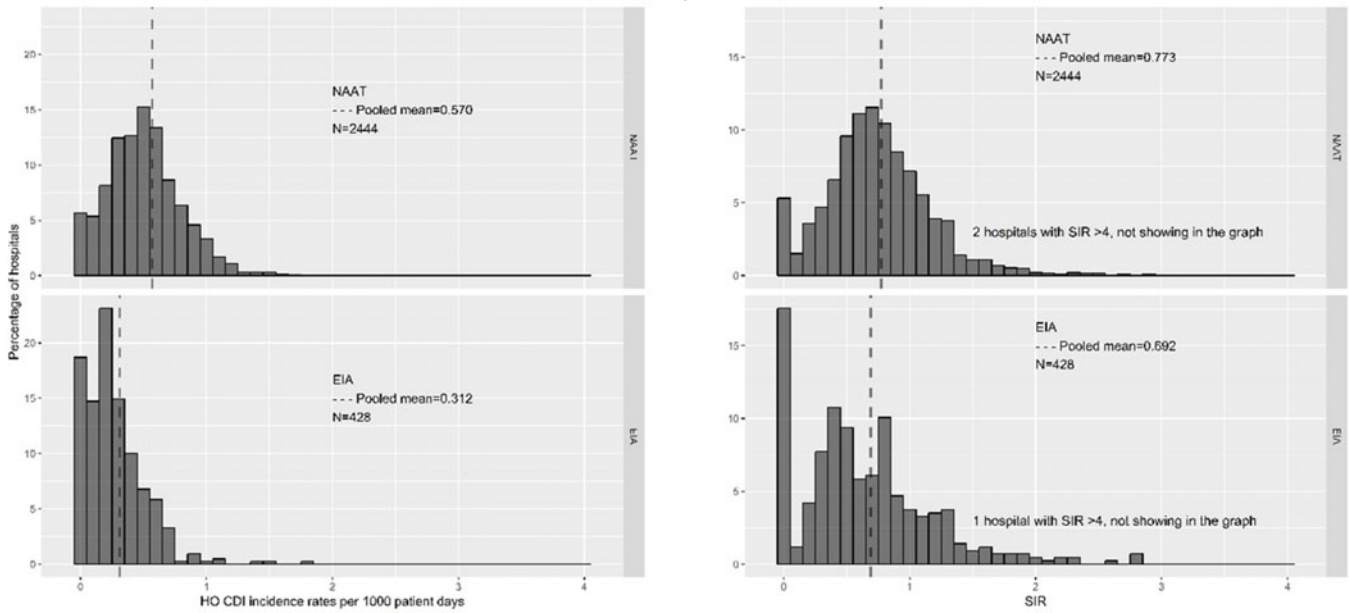 Percentage of hospitals
20
15
10
5
0
NAAT
- - - Pooled mean=0.570
N=2444
NAAT
20
15
10
5
0
EIA
- - - Pooled mean=0.312
N=428
EIA
0
1
2
3
4
HO CDI incidence rates per 1000 patient days
15
10
5
0
NAAT
- - - Pooled mean=0.773
N=2444
2 hospitals with SIR >4, not showing in the graph
NAAT
15
10
5
0
EIA
- - - Pooled mean=0.692
N=428
1 hospital with SIR >4, not showing in the graph
EIA
0
1
2
3
4
SIR